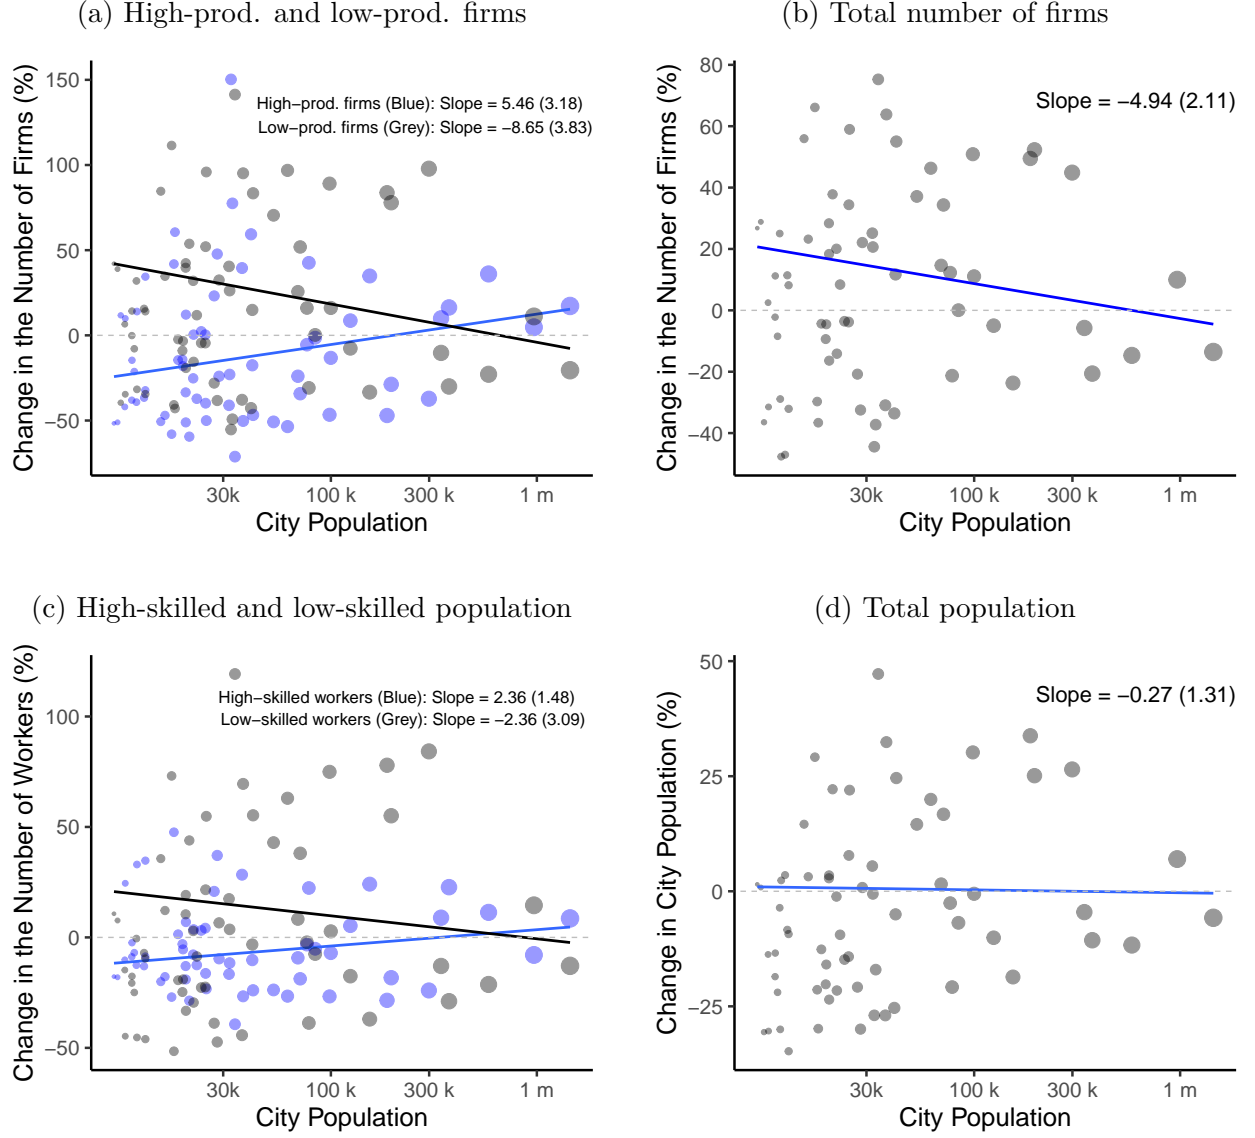 (a) High-prod. and low-prod. firms
(b) Total number of firms
Change in the Number of Firms (%)
150
100
50
0
−50
High−prod. firms (Blue): Slope = 5.46 (3.18)
Low−prod. firms (Grey): Slope = −8.65 (3.83)
30k
100 k
300 k
1 m
City Population
Change in the Number of Firms (%)
80
60
40
20
0
−20
−40
Slope = −4.94 (2.11)
30k
100 k
300 k
1 m
City Population
(c) High-skilled and low-skilled population
(d) Total population
Change in the Number of Workers (%)
100
50
0
−50
High−skilled workers (Blue): Slope = 2.36 (1.48)
Low−skilled workers (Grey): Slope = −2.36 (3.09)
30k
100 k
300 k
1 m
City Population
Change in City Population (%)
50
25
0
−25
Slope = −0.27 (1.31)
30k
100 k
300 k
1 m
City Population